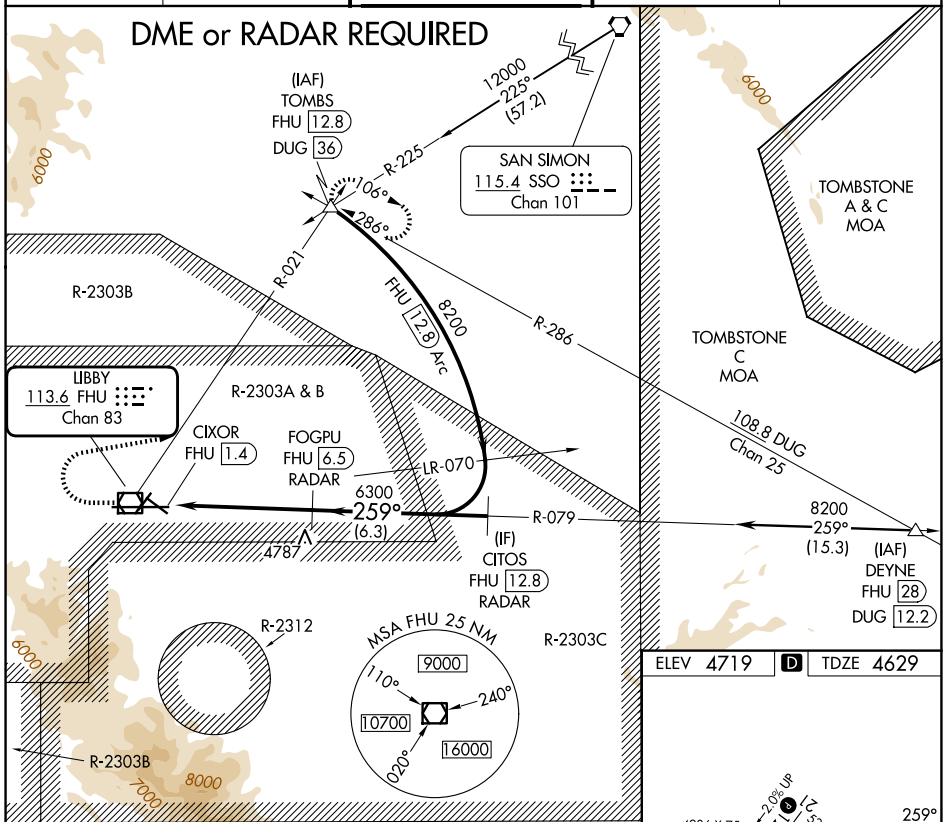 DME or RADAR REQUIRED
(IAF)
TOMBS
FHU 12.8
DUG 36
12000
225°
(57.2)
R-225
SAN SIMON
115.4 SSO
Chan 101
6000
6000
TOMBSTONE
A & C
MOA
106°
286°
R-021
R-2303B
FHU 12.8 Arc
8200
R-286
TOMBSTONE
C
MOA
LIBBY
113.6 FHU
Chan 83
R-2303A & B
CIXOR
FHU 1.4
FOGPU
FHU 6.5
RADAR
LR-070
108.8 DUG
Chan 25
6300
259°
(6.3)
R-079
8200
259°
(15.3)
4787
(IF)
CITOS
FHU 12.8
RADAR
(IAF)
DEYNE
FHU 28
DUG 12.2
R-2312
MSA FHU 25 NM
R-2303C
6000
9000
110°
240°
10700
16000
020°
ELEV 4719 D TDZE 4629
R-2303B
8000
7000
2.0% UP
P
21
259°